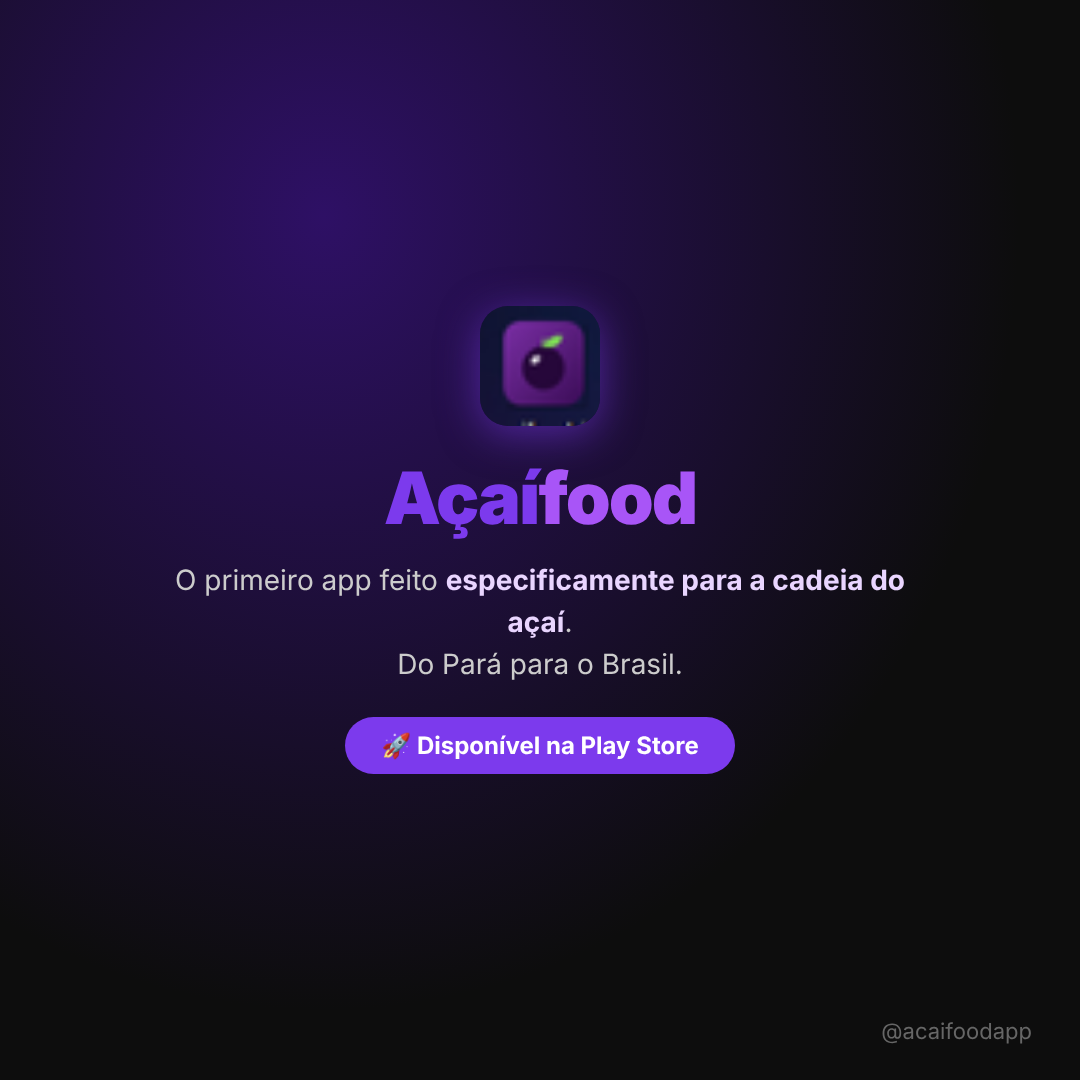 Açaífood
O primeiro app feito especificamente para a cadeia do
açaí.
Do Pará para o Brasil.
🚀 Disponível na Play Store
@acaifoodapp